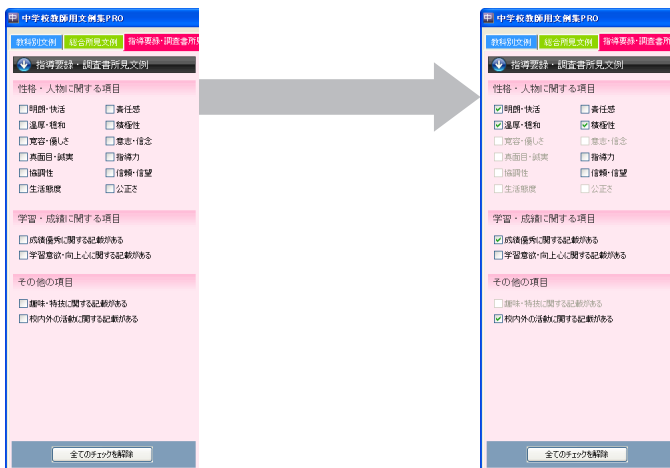 中学校教師用文例集PRO
教科別文例 総合所見文例 指導要録・調査書所見
指導要録・調査書所見文例
性格・人物に関する項目
明朗・快活 責任感
温厚・穏和 積極性
寛容・優しさ 意志・信念
真面目・誠実 指導力
協調性 信頼・信望
生活態度 公正さ
学習・成績に関する項目
成績優秀に関する記載がある
学習意欲・向上心に関する記載がある
その他の項目
趣味・特技に関する記載がある
校内外の活動に関する記載がある
全てのチェックを解除
中学校教師用文例集PRO
教科別文例 総合所見文例 指導要録・調査書所
指導要録・調査書所見文例
性格・人物に関する項目
明朗・快活 責任感
温厚・穏和 積極性
寛容・優しさ 意志・信念
真面目・誠実 指導力
協調性 信頼・信望
生活態度 公正さ
学習・成績に関する項目
成績優秀に関する記載がある
学習意欲・向上心に関する記載がある
その他の項目
趣味・特技に関する記載がある
校内外の活動に関する記載がある
全てのチェックを解除